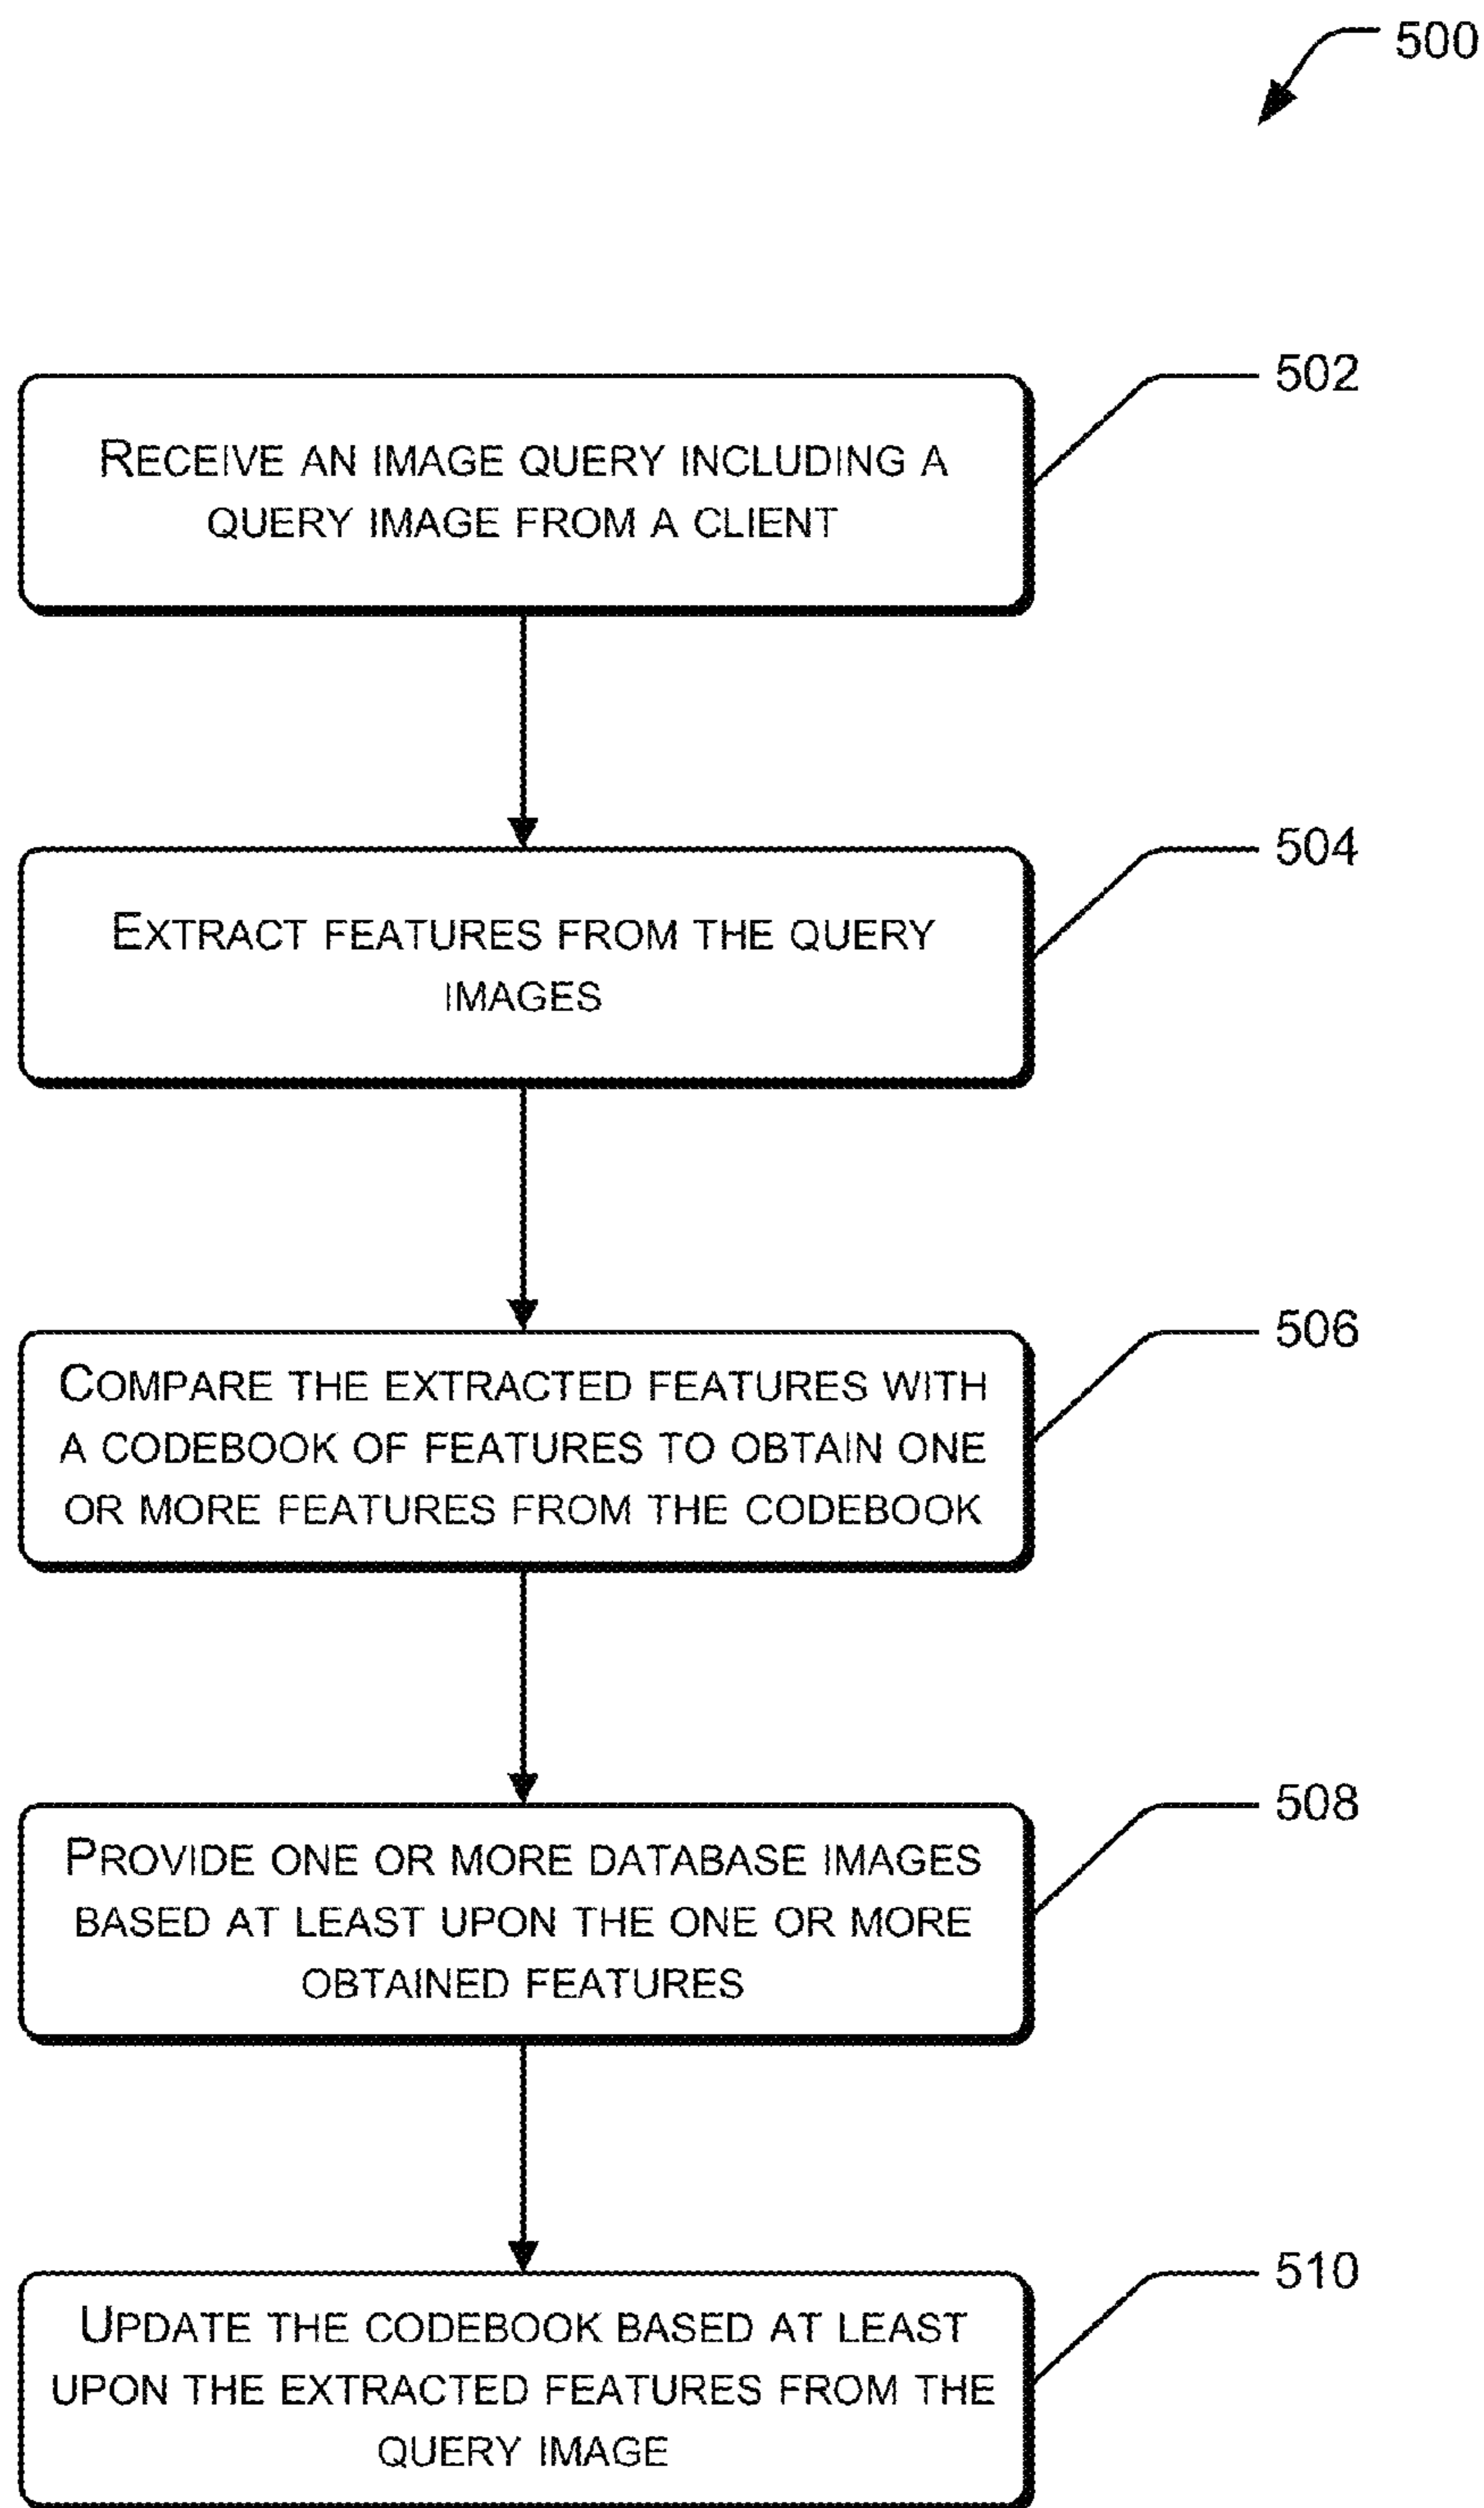 500
502
RECEIVE AN IMAGE QUERY INCLUDING A
QUERY IMAGE FROM A CLIENT
504
EXTRACT FEATURES FROM THE QUERY
IMAGES
506
COMPARE THE EXTRACTED FEATURES WITH
A CODEBOOK OF FEATURES TO OBTAIN ONE
OR MORE FEATURES FROM THE CODEBOOK
508
PROVIDE ONE OR MORE DATABASE IMAGES
BASED AT LEAST UPON THE ONE OR MORE
OBTAINED FEATURES
510
UPDATE THE CODEBOOK BASED AT LEAST
UPON THE EXTRACTED FEATURES FROM THE
QUERY IMAGE